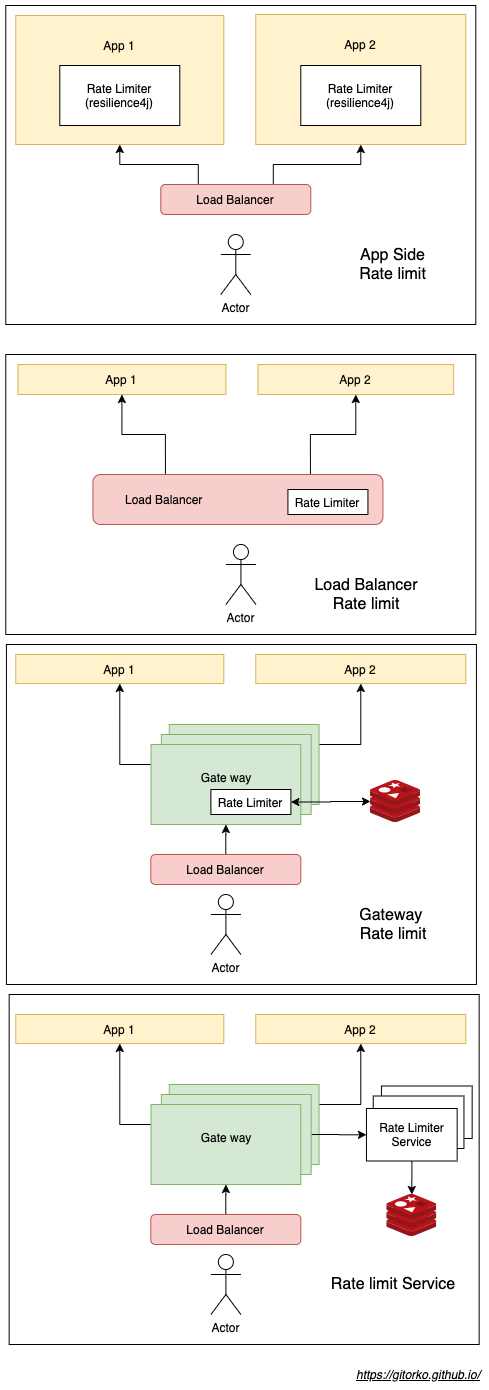 App 1
App 2
Rate Limiter
(resilience4j)
Rate Limiter
(resilience4j)
Load Balancer
Actor
App Side
Rate limit
App 1
App 2
Load Balancer
Rate Limiter
Actor
Load Balancer
Rate limit
App 1
App 2
Gate way
Rate Limiter
Load Balancer
Actor
Gateway
Rate limit
App 1
App 2
Gate way
Rate Limiter
Service
Load Balancer
Actor
Rate limit Service
https://gitorko.github.io/